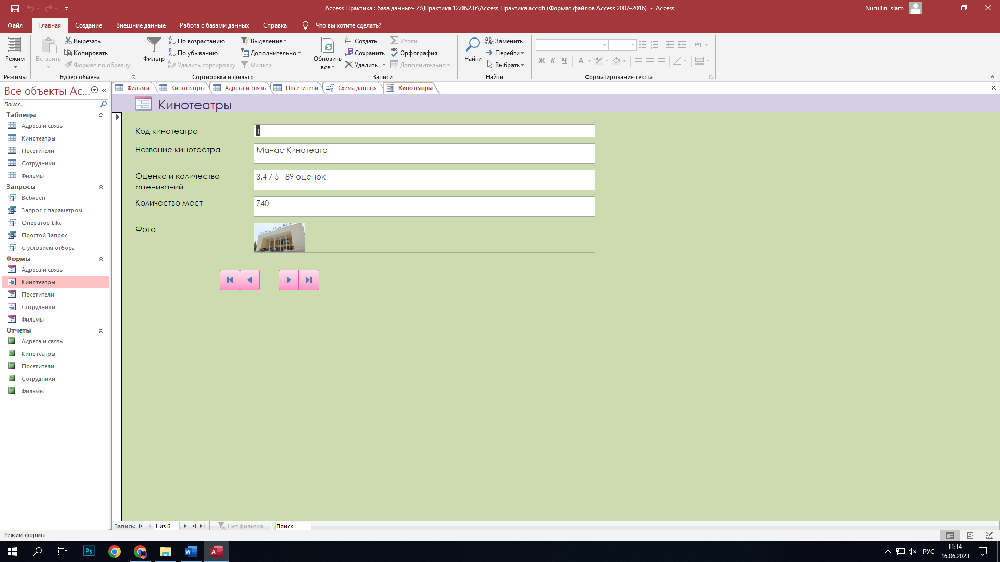 Access Практика : база данных- Z:\Практика 12.06.23г\Access Практика.accdb (Формат файлов Access 2007–2016) - Access
Nurullin Islam
Файл
Главная
Создание
Внешние данные
Работа с базами данных
Справка
Что вы хотите сделать?
Режим
Режимы
Вставить
Вырезать
Копировать
Формат по образцу
Буфер обмена
Фильтр
По возрастанию
По убыванию
Удалить сортировку
Выделение
Дополнительно
Фильтр
Сортировка и фильтр
Обновить
все
Создать
Сохранить
Удалить
Итоги
Орфография
Дополнительно
Записи
Найти
Заменить
Перейти
Выбрать
Найти
Ж К Ч
А
Форматирование текста
Все объекты Ac...
Поиск...
Таблицы
Адреса и связь
Кинотеатры
Посетители
Сотрудники
Фильмы
Запросы
Between
Запрос с параметром
Оператор Like
Простой Запрос
С условием отбора
Формы
Адреса и связь
Кинотеатры
Посетители
Сотрудники
Фильмы
Отчеты
Адреса и связь
Кинотеатры
Посетители
Сотрудники
Фильмы
Фильмы
Кинотеатры
Адреса и связь
Посетители
Схема данных
Кинотеатры
Кинотеатры
Код кинотеатра
1
Название кинотеатра
Манас Кинотеатр
Оценка и количество
оцениваний
3.4 / 5 - 89 оценок
Количество мест
740
Фото
Запись:
1 из 6
Нет фильтра
Поиск
Режим формы
РУС
11:14
16.06.2023